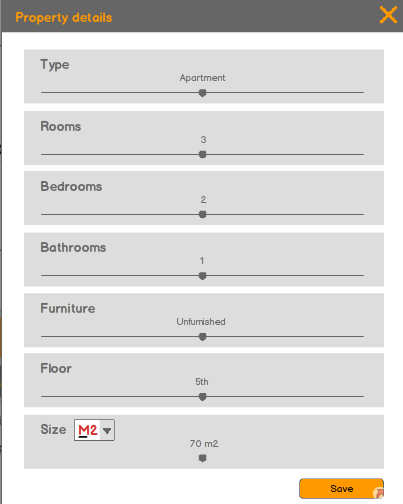 Property details
Type
Apartment
Rooms
3
Bedrooms
2
Bathrooms
1
Furniture
Unfurnished
Floor
5th
Size M2
70 m2
Save